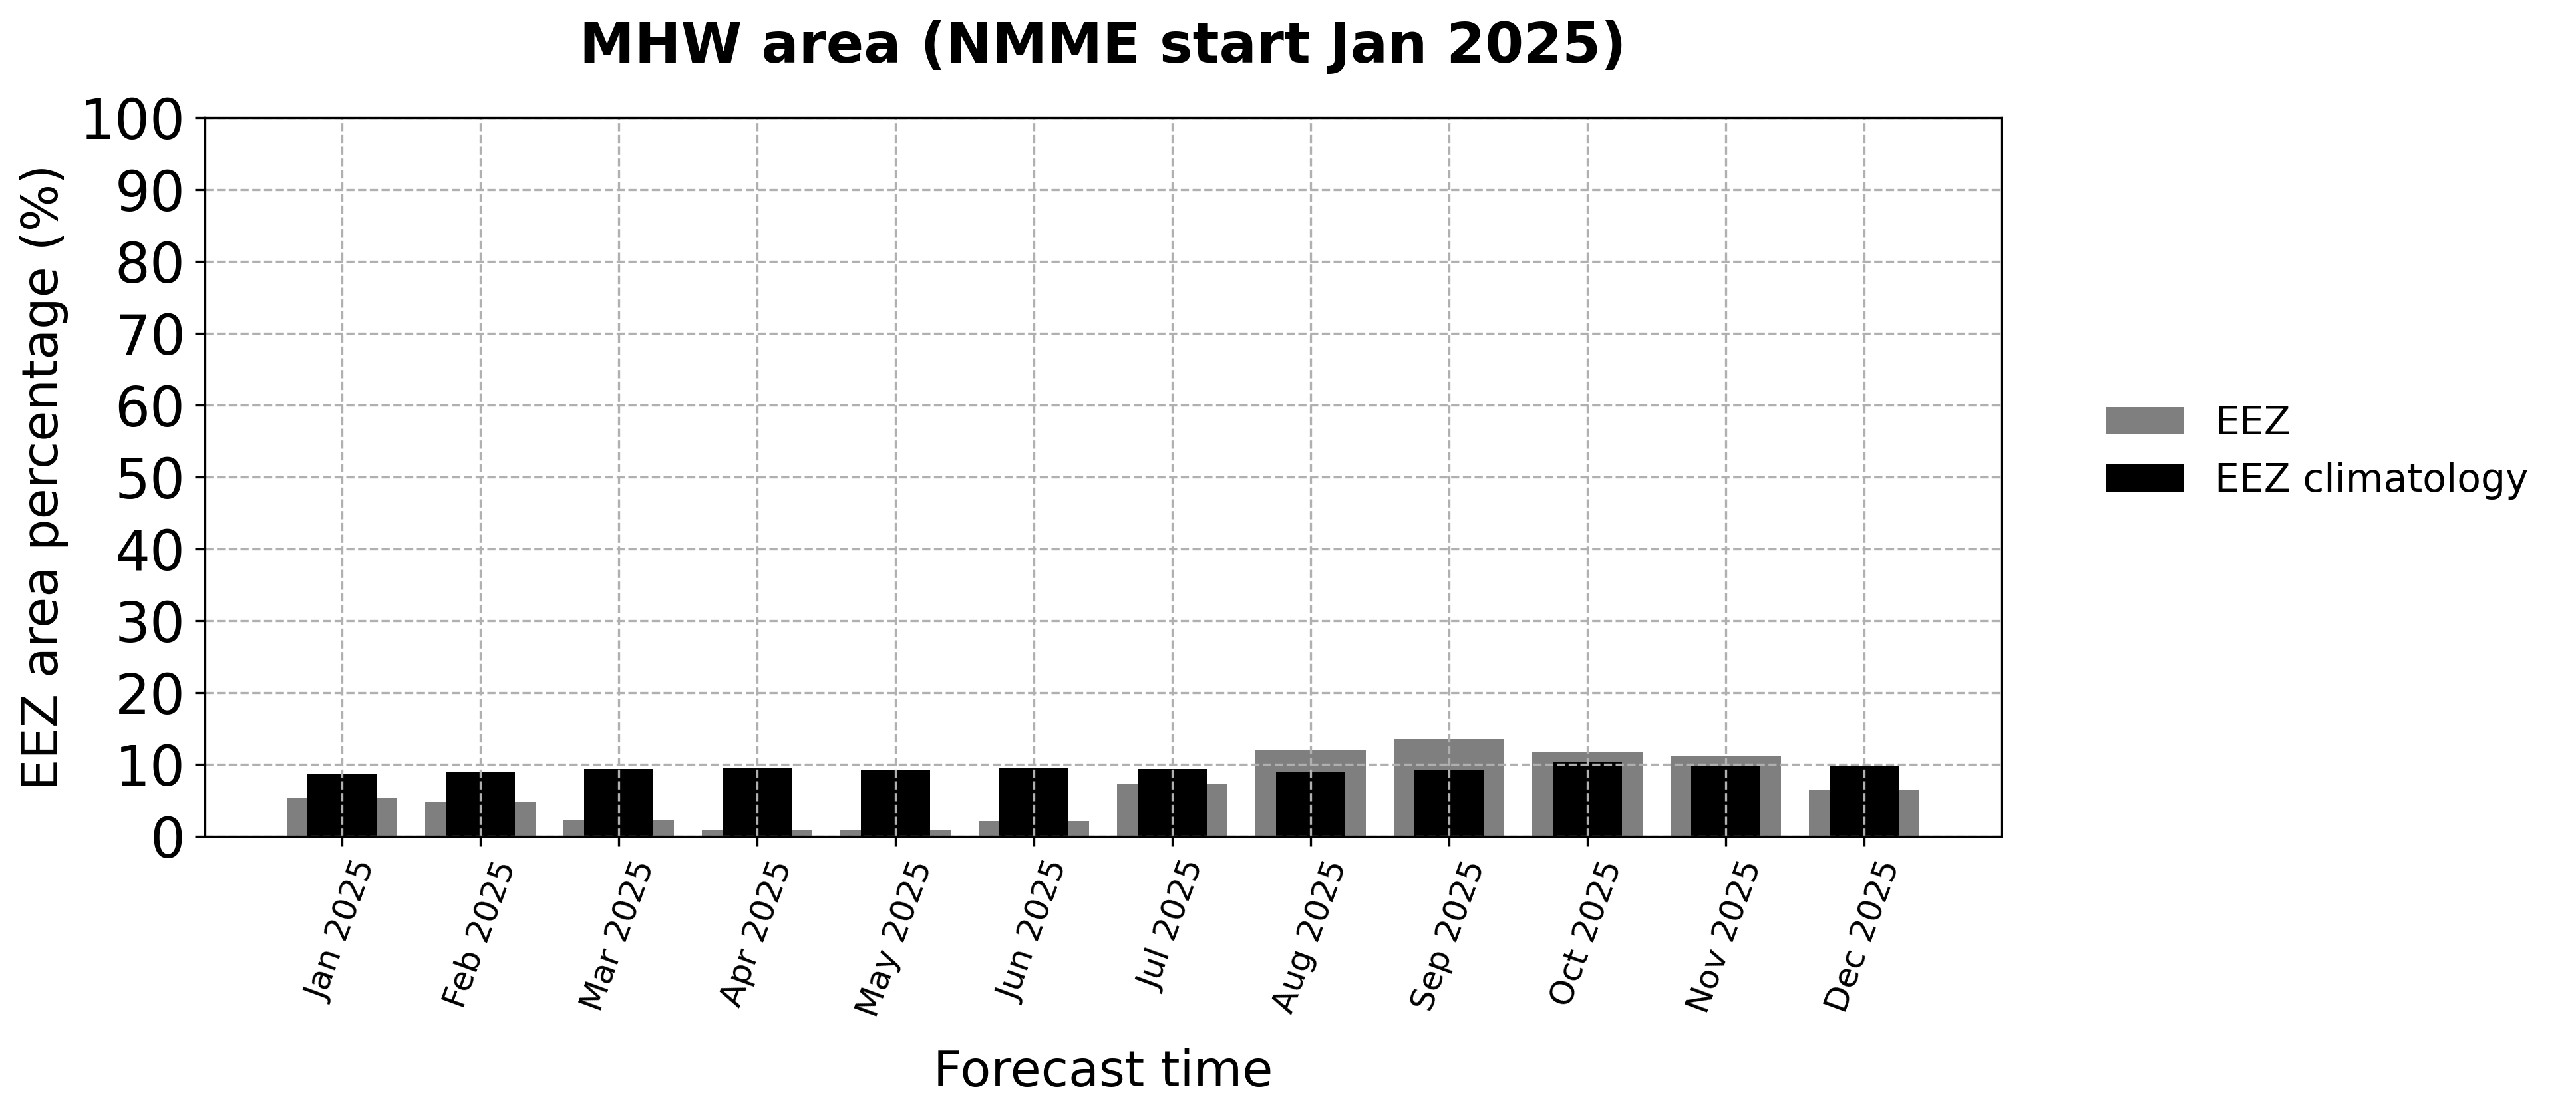 MHW area (NMME start Jan 2025)
EEZ area percentage (%)
100
90
80
70
60
50
40
30
20
10
0
Jan 2025
Feb 2025
Mar 2025
Apr 2025
May 2025
Jun 2025
Jul 2025
Aug 2025
Sep 2025
Oct 2025
Nov 2025
Dec 2025
Forecast time
EEZ
EEZ climatology